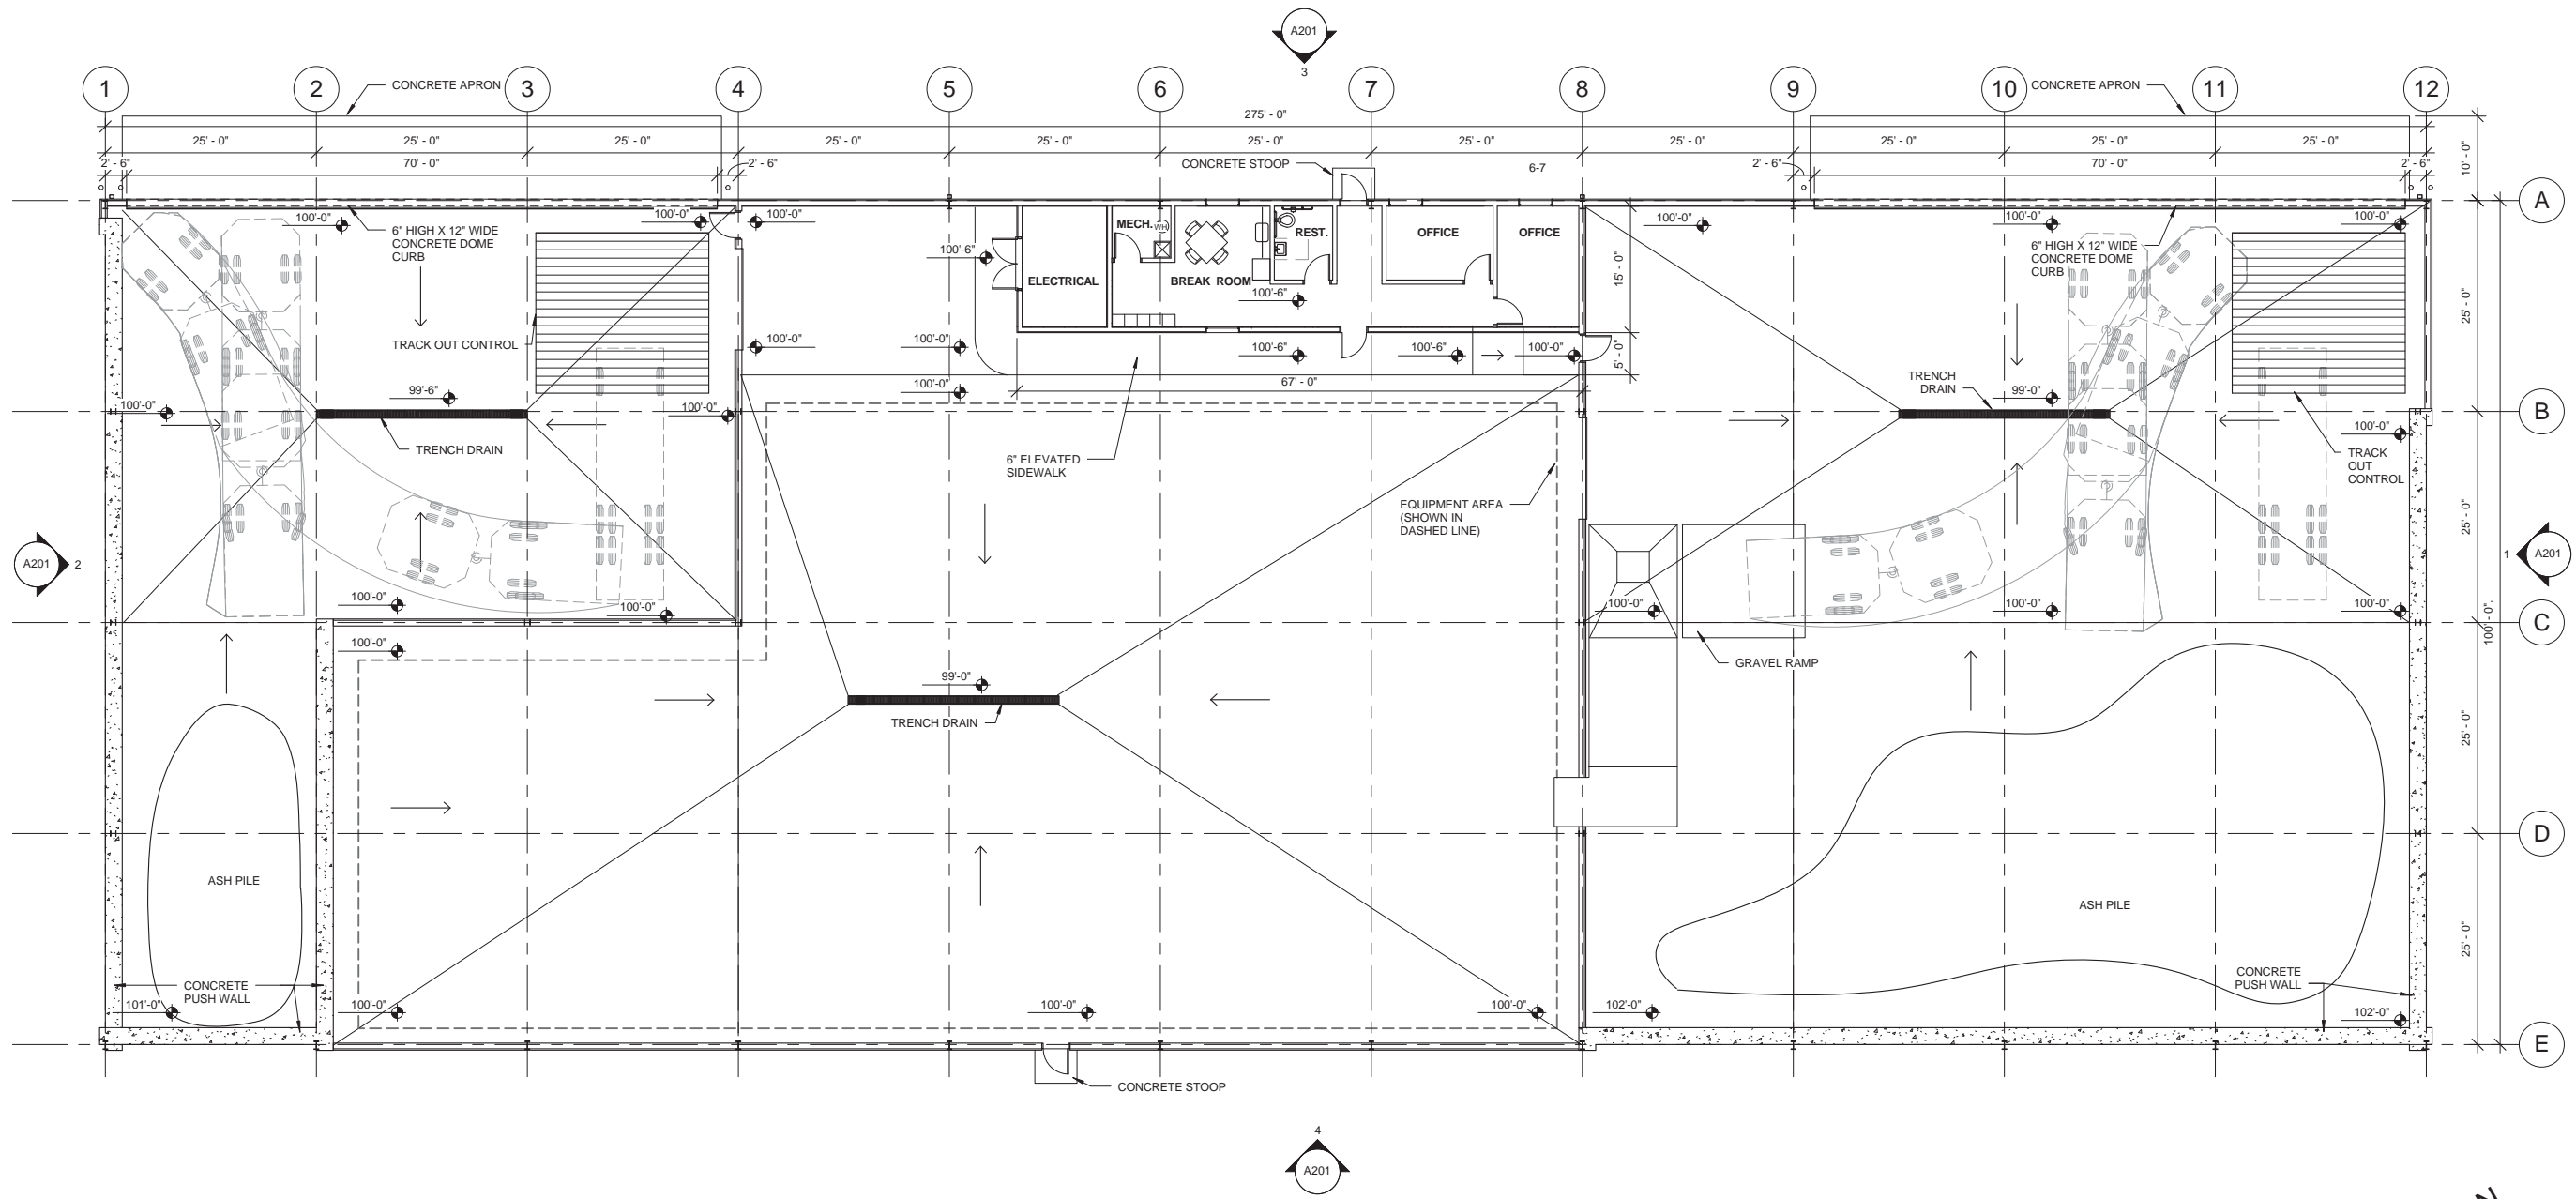 A201
3
1
2
3
4
5
6
7
8
9
10
11
12
CONCRETE APRON
CONCRETE APRON
275' - 0"
25' - 0"
25' - 0"
25' - 0"
25' - 0"
25' - 0"
25' - 0"
25' - 0"
25' - 0"
25' - 0"
25' - 0"
25' - 0"
2' - 6"
70' - 0"
2' - 6"
CONCRETE STOOP
6-7
2' - 6"
70' - 0"
2' - 6"
10' - 0"
A
100'-0"
100'-0"
100'-0"
100'-0"
100'-0"
100'-0"
6" HIGH X 12" WIDE
CONCRETE DOME
CURB
MECH.
WH
REST.
OFFICE
OFFICE
6" HIGH X 12" WIDE
CONCRETE DOME
CURB
100'-6"
ELECTRICAL
BREAK ROOM
100'-6"
15' - 0"
25' - 0"
TRACK OUT CONTROL
100'-0"
100'-0"
100'-6"
100'-6"
100'-0"
5' - 0"
67' - 0"
100'-0"
99'-6"
TRENCH
DRAIN
99'-0"
100'-0"
100'-0"
B
100'-0"
TRENCH DRAIN
6" ELEVATED
SIDEWALK
TRACK
OUT
CONTROL
EQUIPMENT AREA
(SHOWN IN
DASHED LINE)
25' - 0"
A201
2
1
A201
100'-0"
100'-0"
100'-0"
100'-0"
100'-0"
100'-0".
C
100'-0"
GRAVEL RAMP
99'-0"
TRENCH DRAIN
25' - 0"
D
ASH PILE
ASH PILE
25' - 0"
CONCRETE
PUSH WALL
CONCRETE
PUSH WALL
101'-0"
100'-0"
100'-0"
100'-0"
102'-0"
102'-0"
E
CONCRETE STOOP
4
A201
N